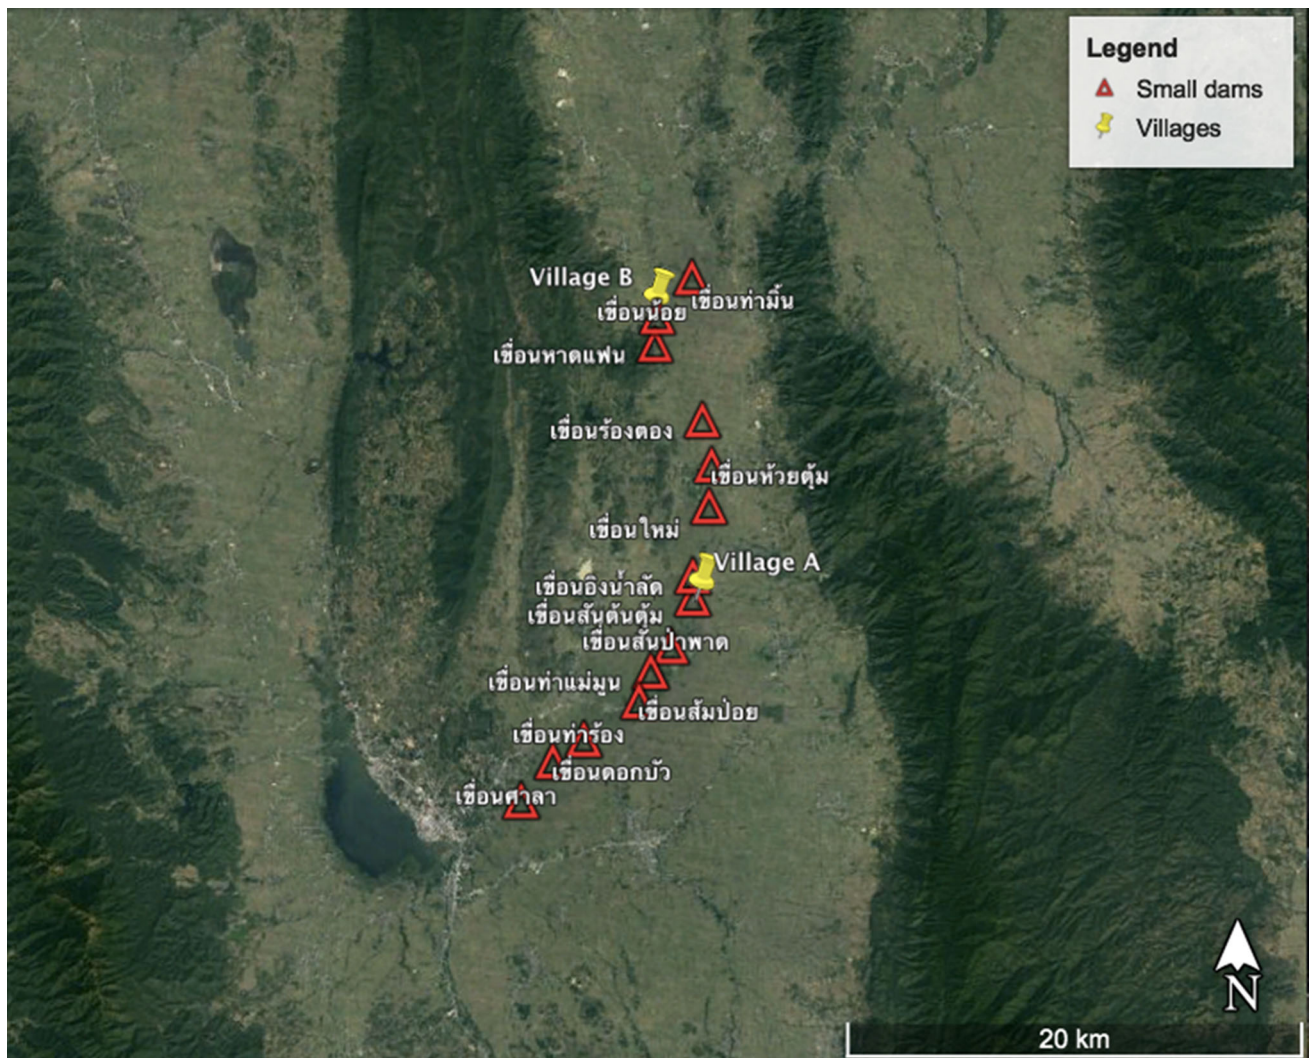 Legend
Small dams
Villages
Village B
เขื่อนท่ามิ้น
เขื่อนน้อย
เขื่อนหาดแฟน
เขื่อนร้องตอง
เขื่อนห้วยตุ้ม
เขื่อนใหม่
Village A
เขื่อนอิงน้ำลัด
เขื่อนสันต้นตุ้ม
เขื่อนสันป่าพาด
เขื่อนท่าแม่มูน
เขื่อนส้มป่อย
เขื่อนท่าร้อง
เขื่อนดอกบัว
เขื่อนศาลา
N
20 km